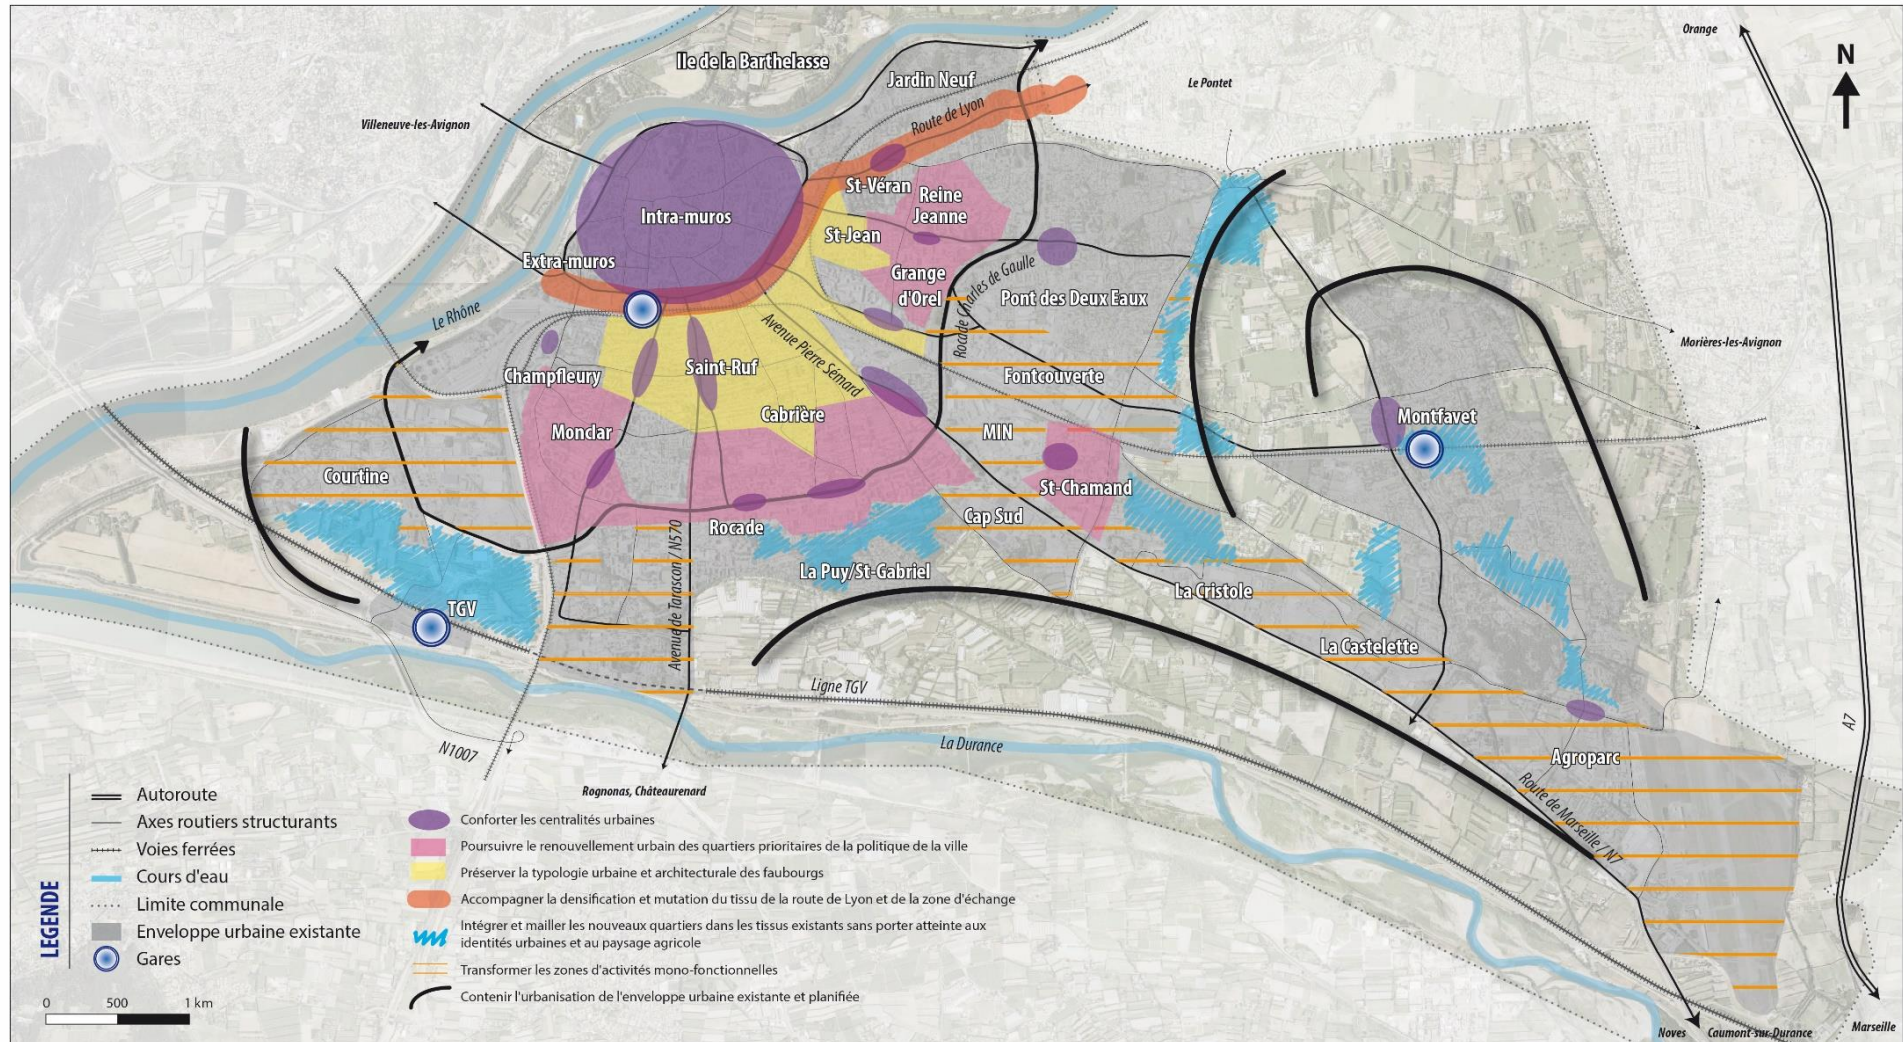 Orange
N
Ile de la Barthelasse
Jardin Neuf
Le Pontet
Villeneuve-les-Avignon
Route de Lyon
St-Véran
Reine
Jeanne
Intra-muros
St-Jean
Extra-muros
Grange
d'Orel
Rocade Charles de Gaulle
Pont des Deux Eaux
Le Rhône
Avenue Pierre Sémard
Morières-les-Avignon
Champfleury
Saint-Ruf
Fontcouverte
Cabrière
Montfavet
Monclar
MIN
Courtine
St-Chamand
Rocade
Cap Sud
La Puy/St-Gabriel
La Cristole
TGV
Avenue de Tarascon / N570
La Castelette
Ligne TGV
A7
La Durance
N1007
Agroparc
Route de Marseille / N7
Rognonas, Châteaurenard
LEGENDE
Autoroute
Axes routiers structurants
Voies ferrées
Cours d'eau
Limite communale
Enveloppe urbaine existante
Gares
0 500 1 km
Conforter les centralités urbaines
Poursuivre le renouvellement urbain des quartiers prioritaires de la politique de la ville
Préserver la typologie urbaine et architecturale des faubourgs
Accompagner la densification et mutation du tissu de la route de Lyon et de la zone d'échange
Intégrer et mailler les nouveaux quartiers dans les tissus existants sans porter atteinte aux
identités urbaines et au paysage agricole
Transformer les zones d'activités mono-fonctionnelles
Contenir l'urbanisation de l'enveloppe urbaine existante et planifiée
Noves
Caumont-sur-Durance
Marseille